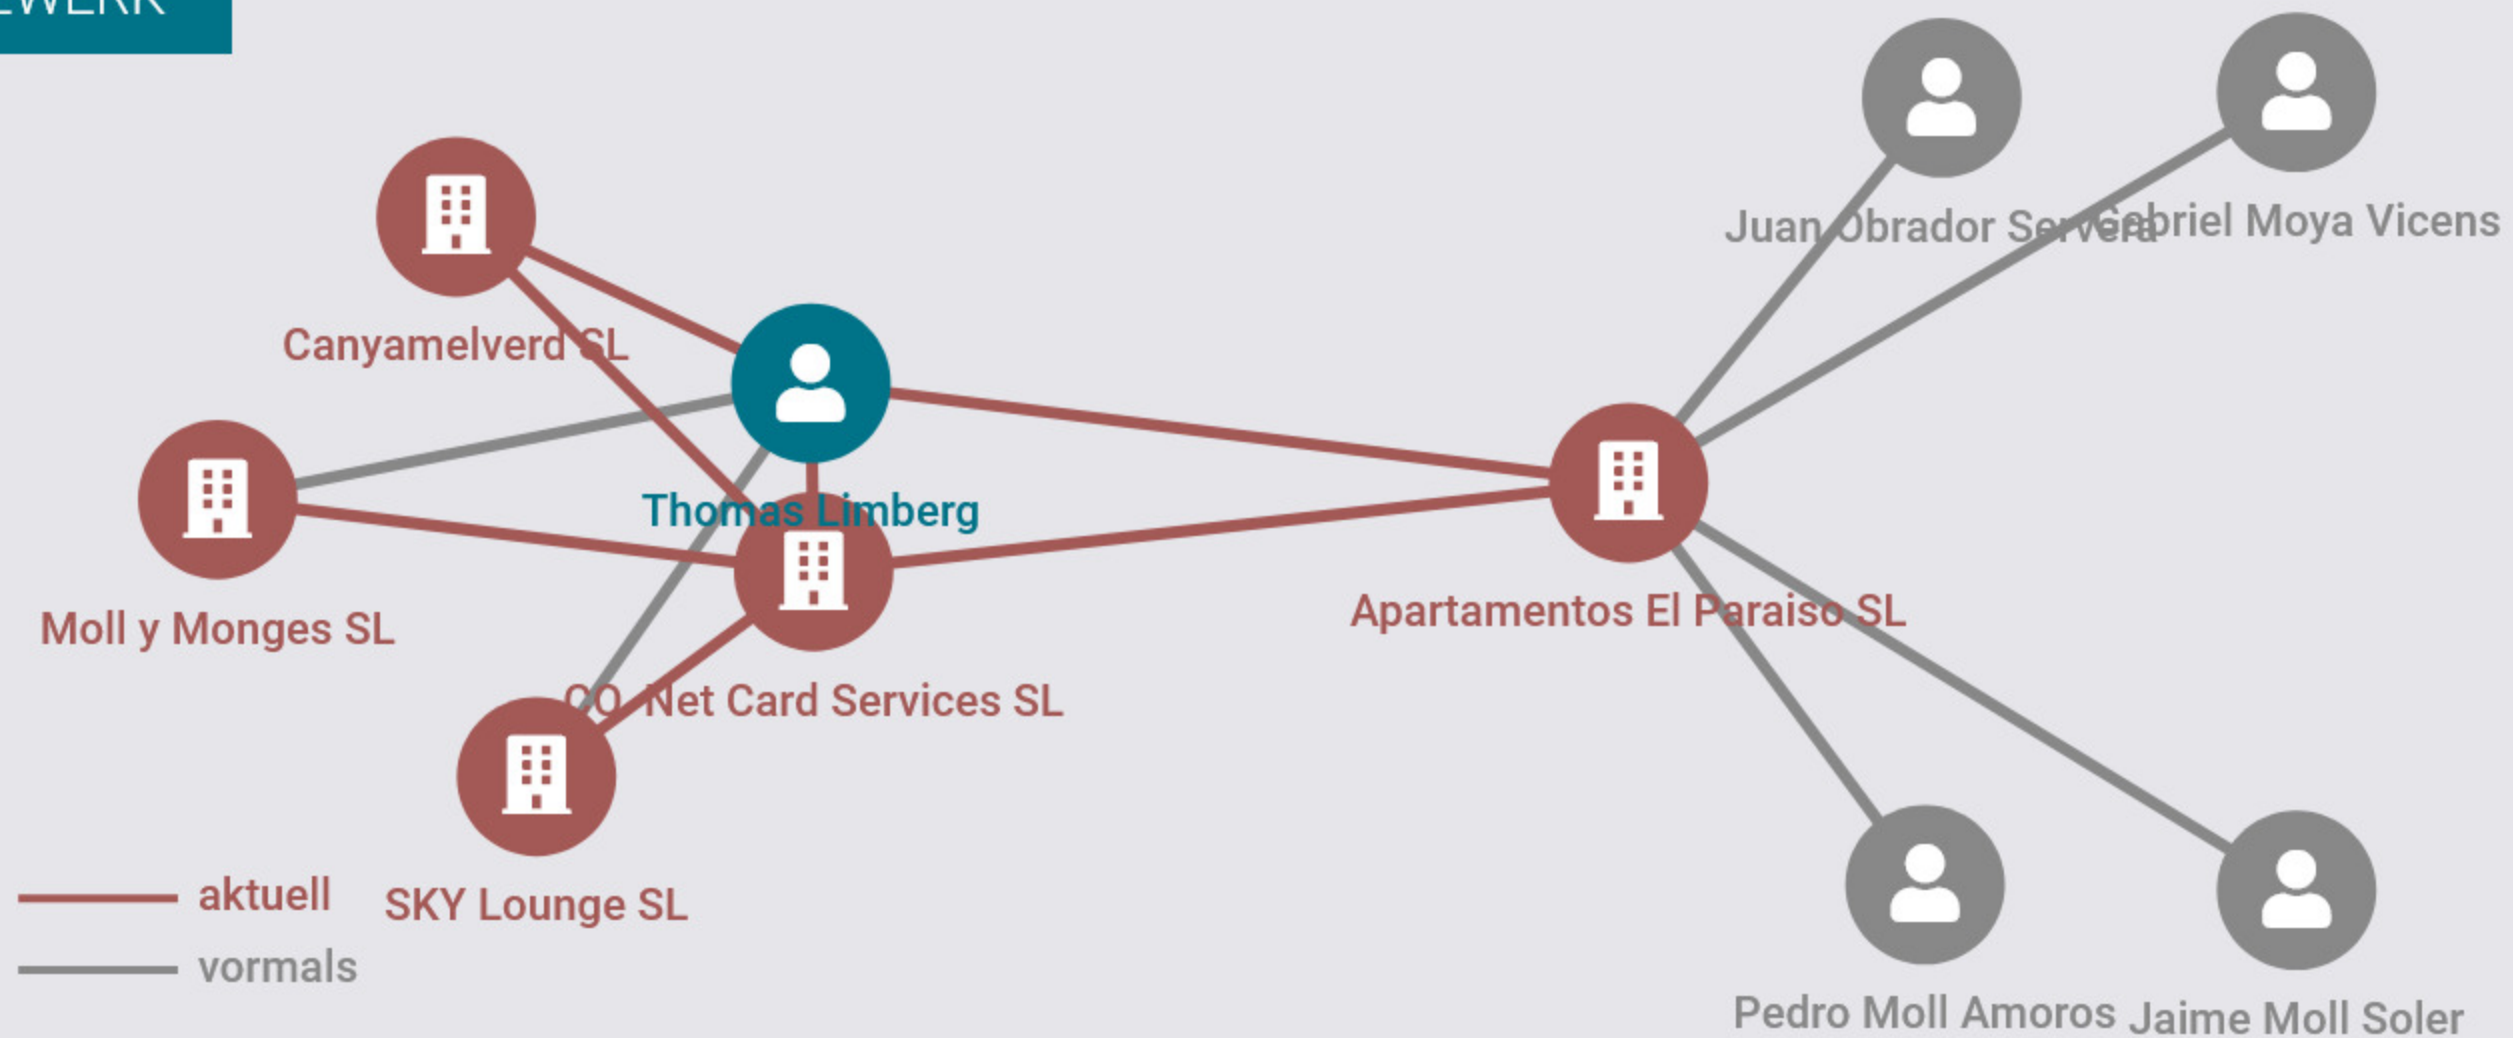 Juan Obrador Servera
Gabriel Moya Vicens
Canyamelverd SL
Thomas Limberg
Moll y Monges SL
Apartamentos El Paraiso SL
CO Net Card Services SL
aktuell
SKY Lounge SL
vormals
Pedro Moll Amoros
Jaime Moll Soler